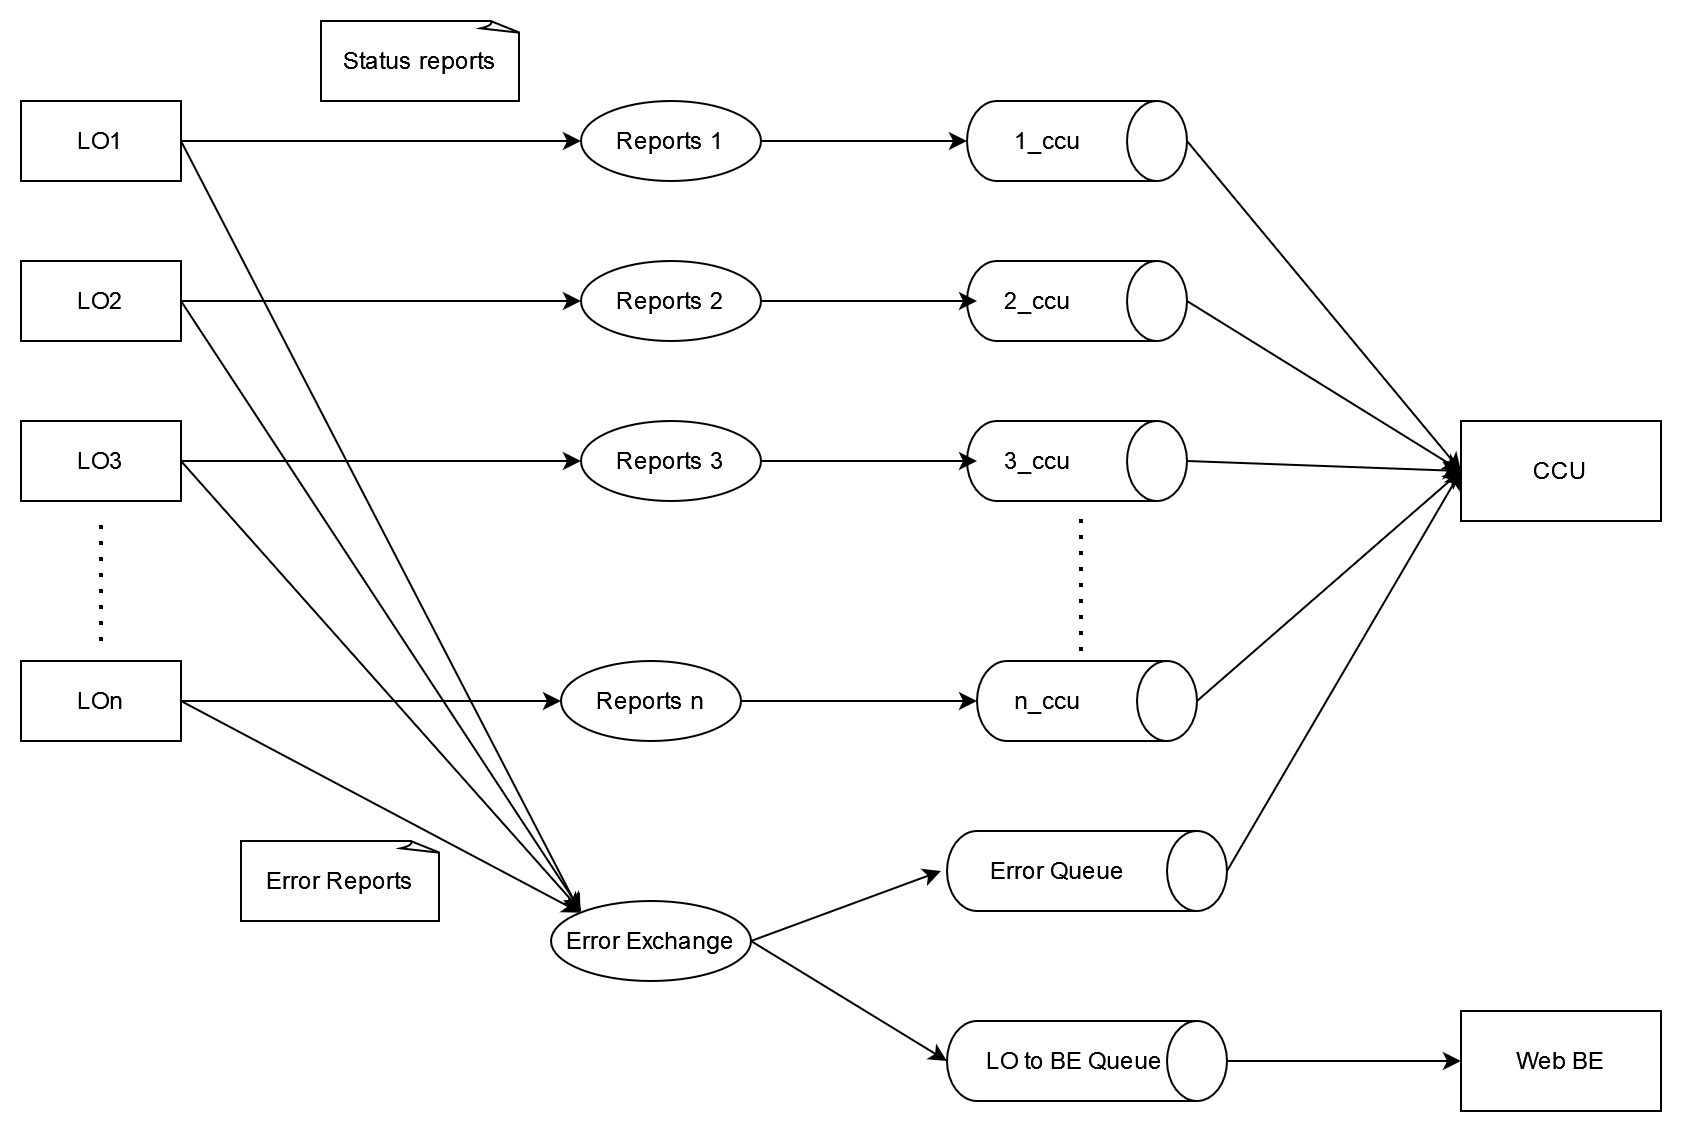 Status reports
LO1
Reports 1
1_ccu
LO2
Reports 2
2_ccu
LO3
Reports 3
3_ccu
CCU
LOn
Reports n
n_ccu
Error Reports
Error Queue
Error Exchange
LO to BE Queue
Web BE